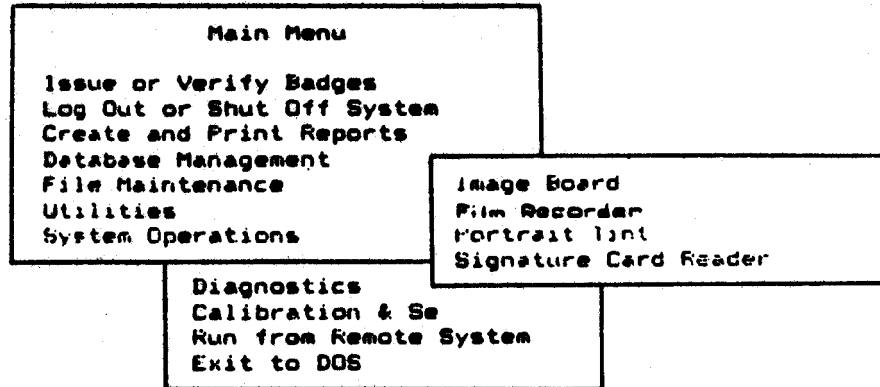 Main Menu
Issue or Verify Badges
Log Out or Shut Off System
Create and Print Reports
Database Management
File Maintenance
Utilities
System Operations
Image Board
Film Recorder
Portrait Tint
Signature Card Reader
Diagnostics
Calibration & Se
Run from Remote System
Exit to DOS